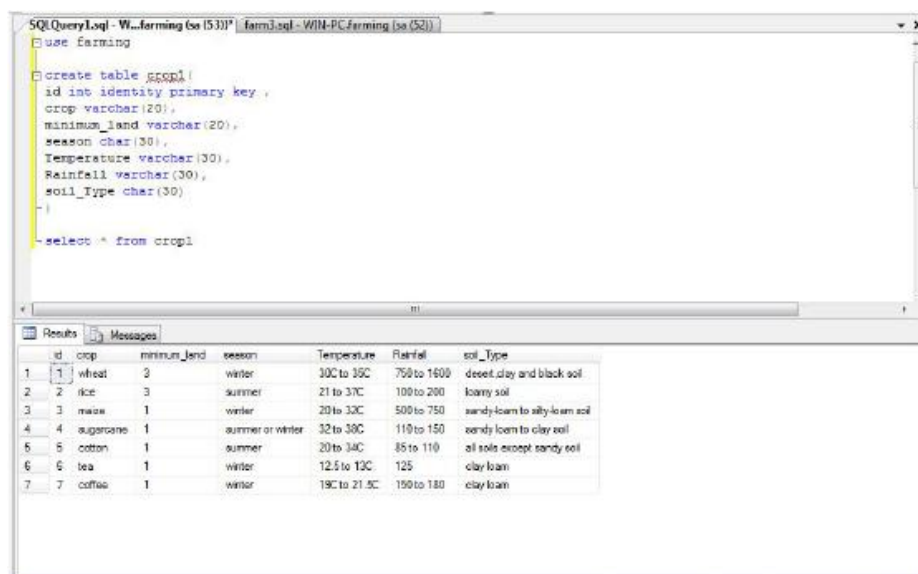 SQLQuery1.sql - W...farming (sa (53))* farm3.sql - WIN-PC.farming (sa (52))
use farming
create table crop1(
id int identity primary key ,
crop varchar(20),
minimum_land varchar(20),
season char(30),
Temperature varchar(30),
Rainfall varchar(30),
soil_Type char(30)
)
select * from crop1
Results Messages
id crop minimum_land season Temperature Rainfall soil_Type
1 1 wheat 3 winter 30C to 35C 750 to 1600 desert,clay and black soil
2 2 rice 3 summer 21 to 37C 100 to 200 loamy soil
3 3 maize 1 winter 20 to 32C 500 to 750 sandy-loam to silty-loam soil
4 4 sugarcane 1 summer or winter 32 to 38C 110 to 150 sandy loam to clay soil
5 5 cotton 1 summer 20 to 34C 85 to 110 all soils except sandy soil
6 6 tea 1 winter 12.5 to 13C 125 clay loam
7 7 coffee 1 winter 19C to 21.5C 150 to 180 clay loam